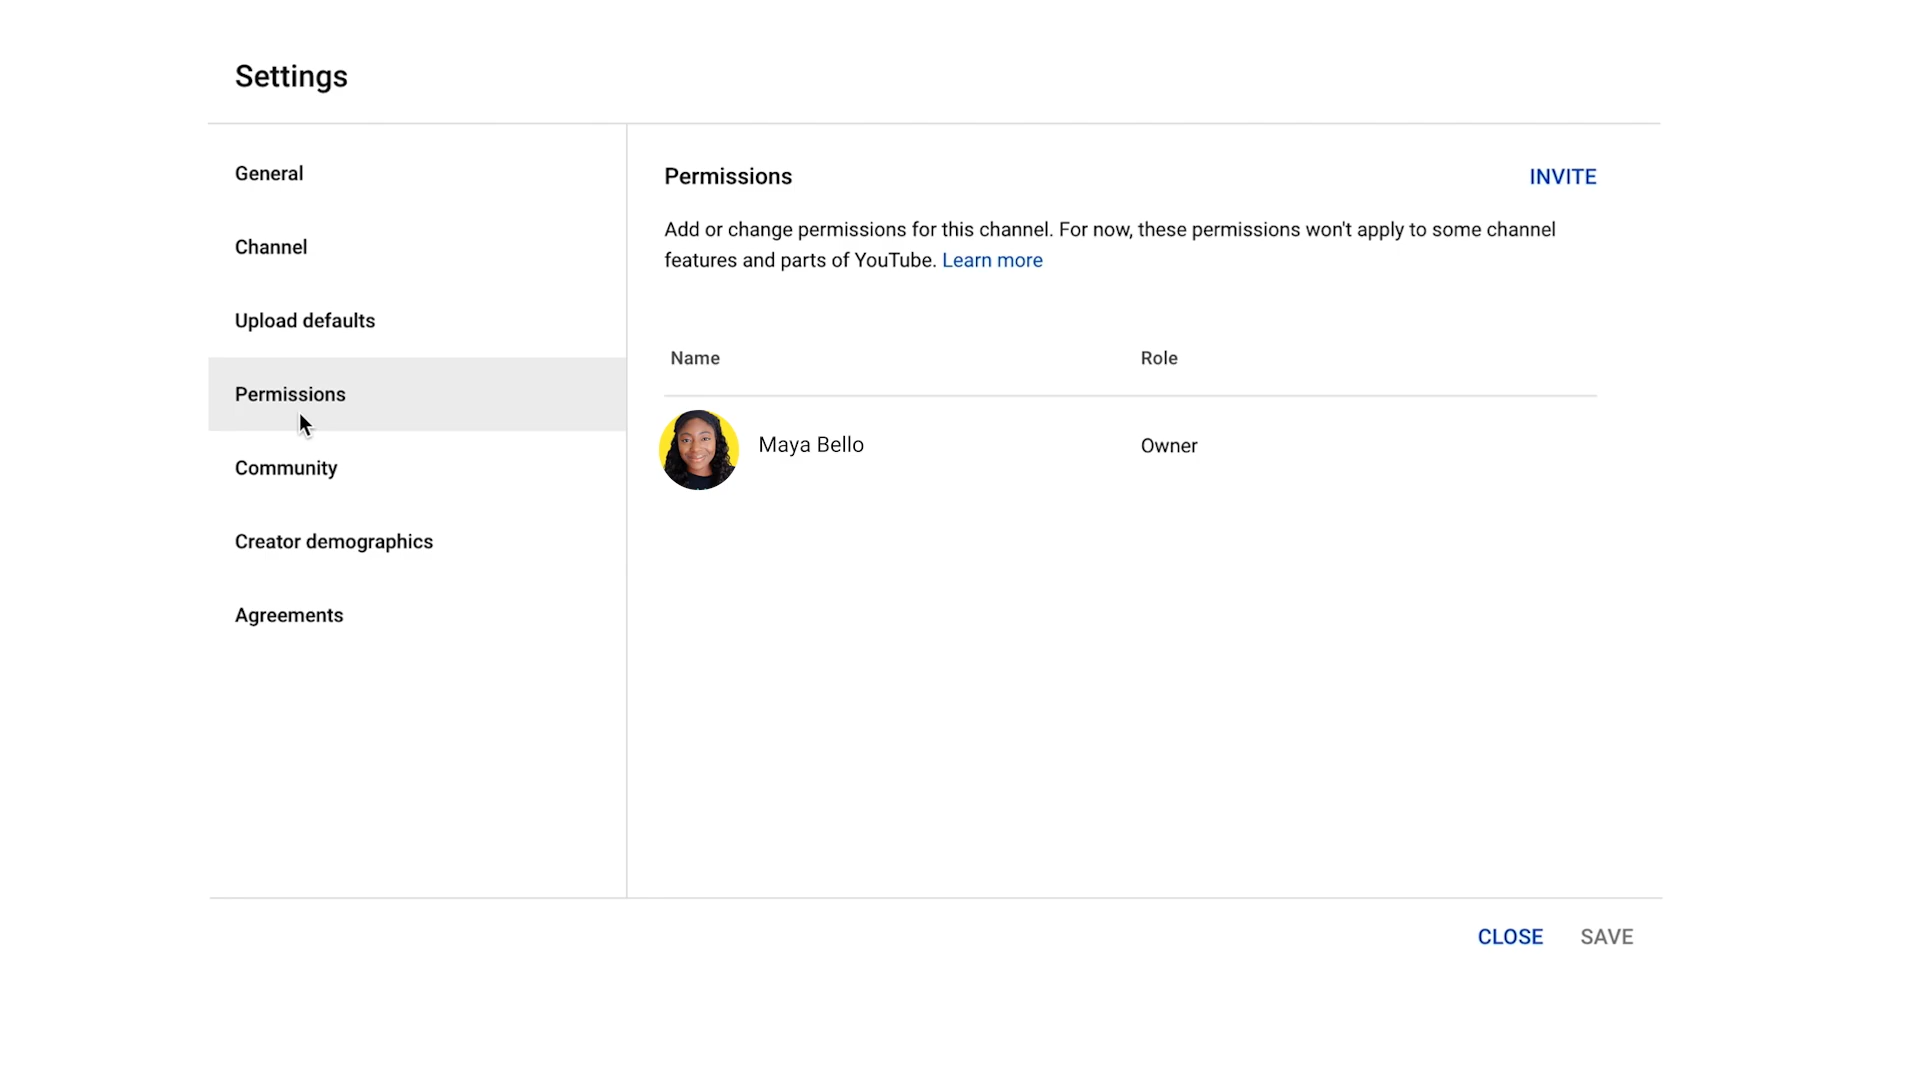 Settings
General
Channel
Upload defaults
Permissions
Community
Creator demographics
Agreements
Permissions
INVITE
Add or change permissions for this channel. For now, these permissions won't apply to some channel
features and parts of YouTube. Learn more
Name Role
Maya Bello Owner
CLOSE SAVE